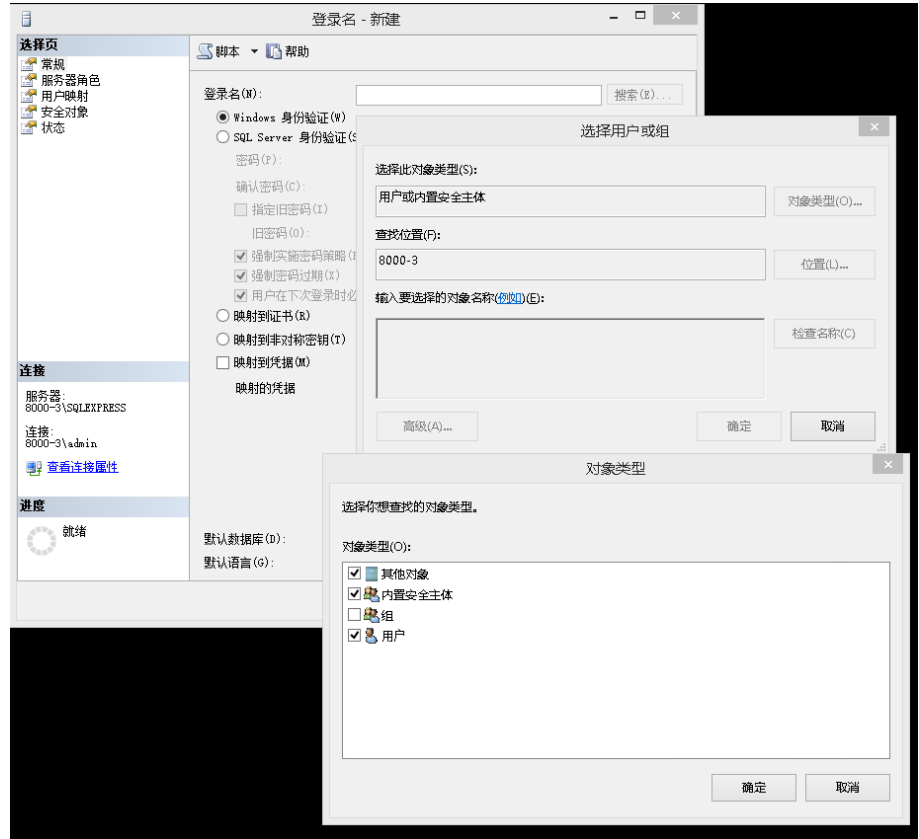 登录名 - 新建
选择页
常规
服务器角色
用户映射
安全对象
状态
脚本
帮助
登录名(N):
搜索(E)...
Windows 身份验证(W)
SQL Server 身份验证(S
密码(P):
确认密码(C):
指定旧密码(I)
旧密码(O):
强制实施密码策略(F
强制密码过期(X)
用户在下次登录时必
映射到证书(R)
映射到非对称密钥(T)
映射到凭据(M)
映射的凭据
默认数据库(D):
默认语言(G):
连接
服务器:
8000-3\SQLEXPRESS
连接:
8000-3\admin
查看连接属性
进度
就绪
选择用户或组
选择此对象类型(S):
用户或内置安全主体
对象类型(O)...
查找位置(F):
8000-3
位置(L)...
输入要选择的对象名称(例如)(E):
检查名称(C)
高级(A)...
确定
取消
对象类型
选择你想查找的对象类型。
对象类型(O):
其他对象
内置安全主体
组
用户
确定
取消